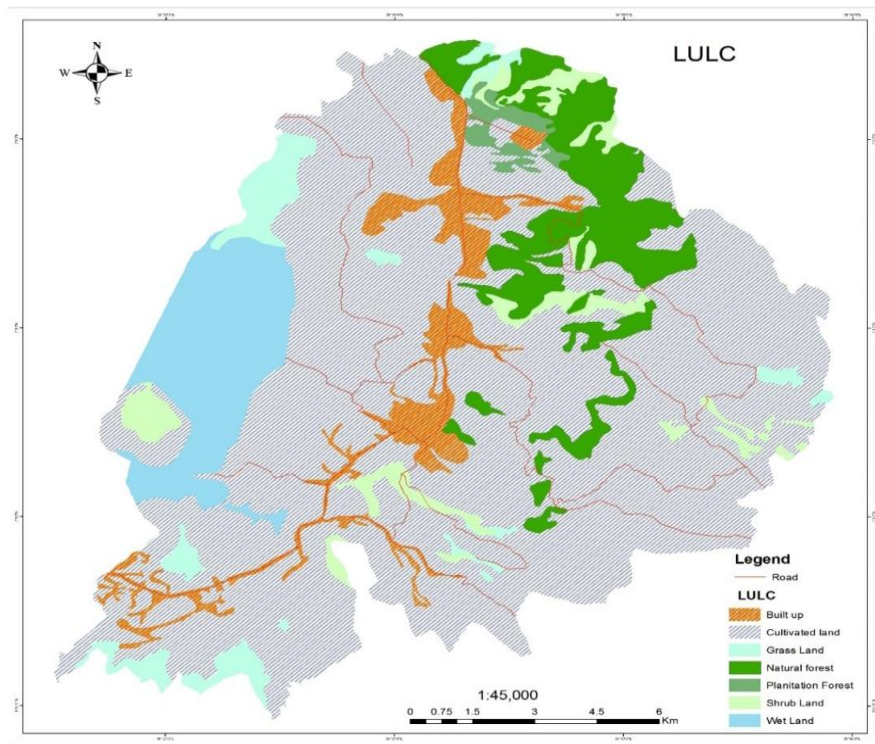 LULC
N
W E
S
Legend
Road
LULC
Built up
Cultivated land
Grass Land
Natural forest
Planitation Forest
Shrub Land
Wet Land
1:45,000
0 0.75 1.5 3 4.5 6
Km